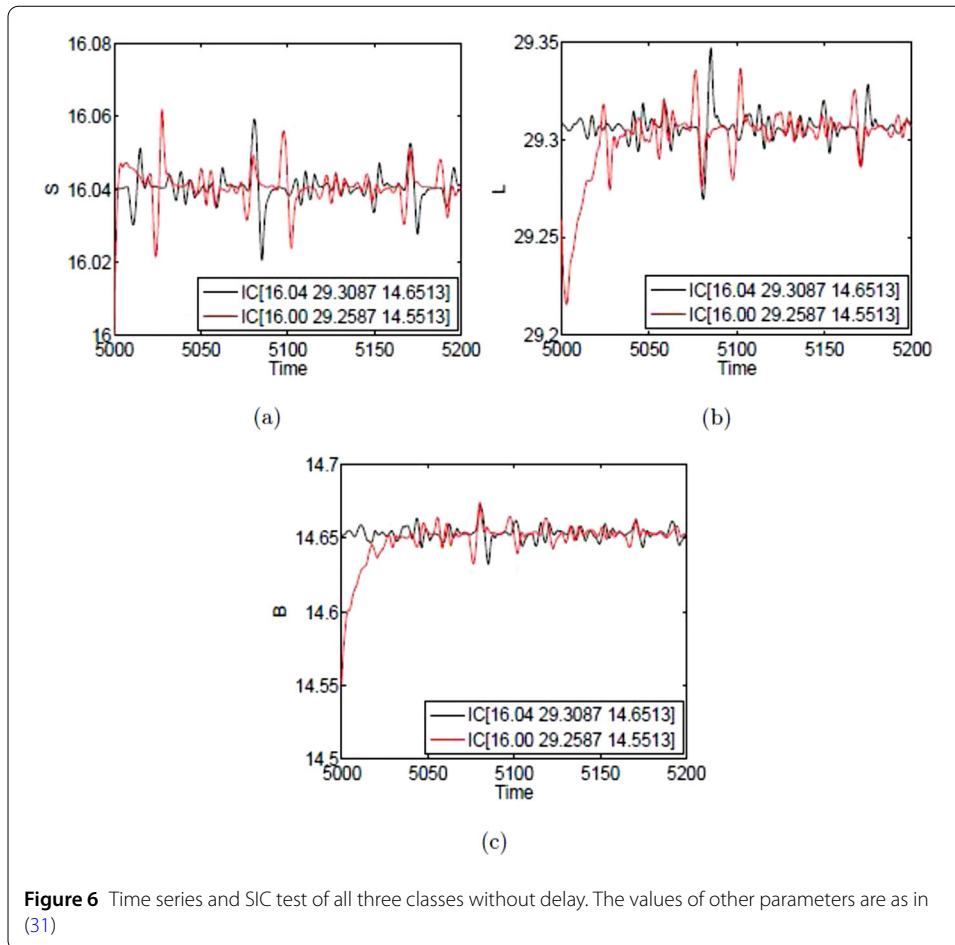 16.08
16.06
16.04
16.02
16
S
5000 5050 5100 5150 5200
Time
IC[16.04 29.3087 14.6513]
IC[16.00 29.2587 14.5513]
(a)
29.35
29.3
29.25
29.2
L
5000 5050 5100 5150 5200
Time
IC[16.04 29.3087 14.6513]
IC[16.00 29.2587 14.5513]
(b)
14.7
14.65
14.6
14.55
14.5
B
5000 5050 5100 5150 5200
Time
IC[16.04 29.3087 14.6513]
IC[16.00 29.2587 14.5513]
(c)
Figure 6 Time series and SIC test of all three classes without delay. The values of other parameters are as in
(31)